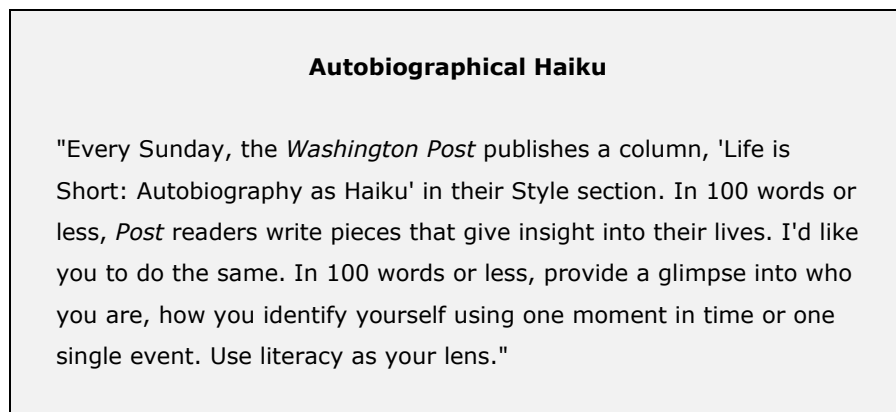 Autobiographical Haiku
"Every Sunday, the Washington Post publishes a column, 'Life is
Short: Autobiography as Haiku' in their Style section. In 100 words or
less, Post readers write pieces that give insight into their lives. I'd like
you to do the same. In 100 words or less, provide a glimpse into who
you are, how you identify yourself using one moment in time or one
single event. Use literacy as your lens."